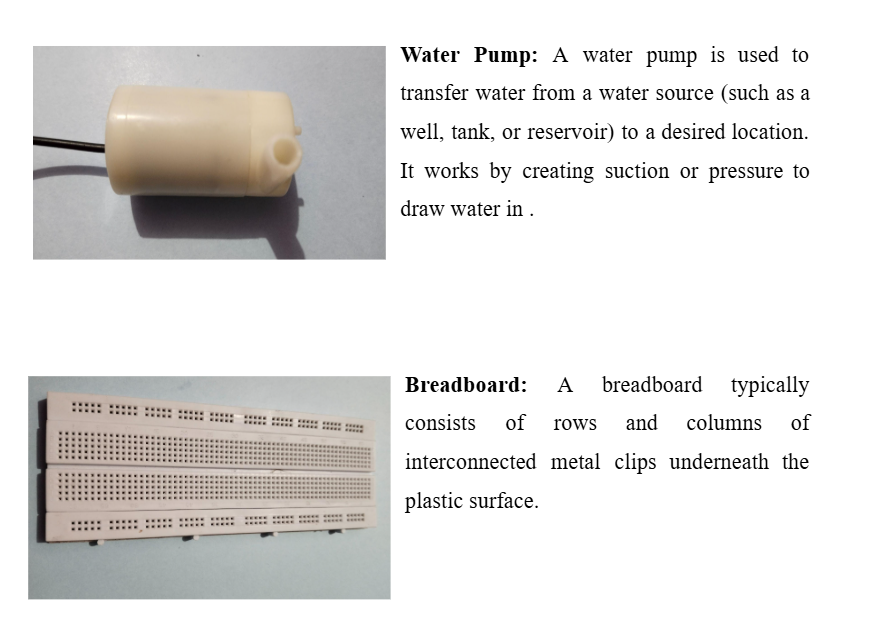 Water Pump: A water pump is used to
transfer water from a water source (such as a
well, tank, or reservoir) to a desired location.
It works by creating suction or pressure to
draw water in .
Breadboard: A breadboard typically
consists of rows and columns of
interconnected metal clips underneath the
plastic surface.